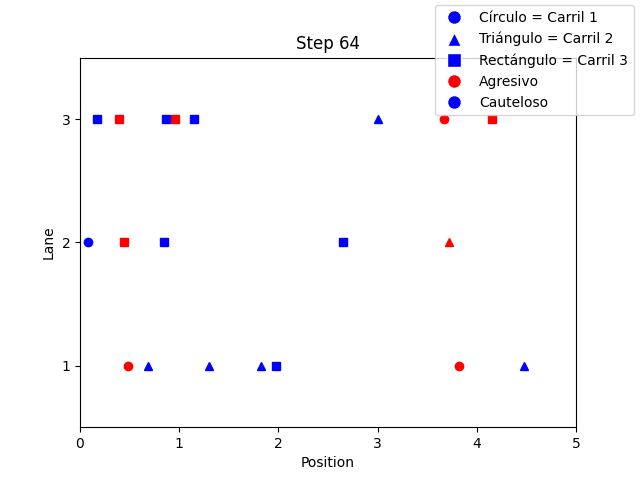 Step 64
Círculo = Carril 1
Triángulo = Carril 2
Rectángulo = Carril 3
Agresivo
Cauteloso
3
2
1
Lane
0 1 2 3 4 5
Position